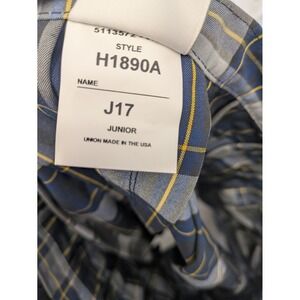 STYLE
H1890A
NAME
J17
JUNIOR
UNION MADE IN THE USA